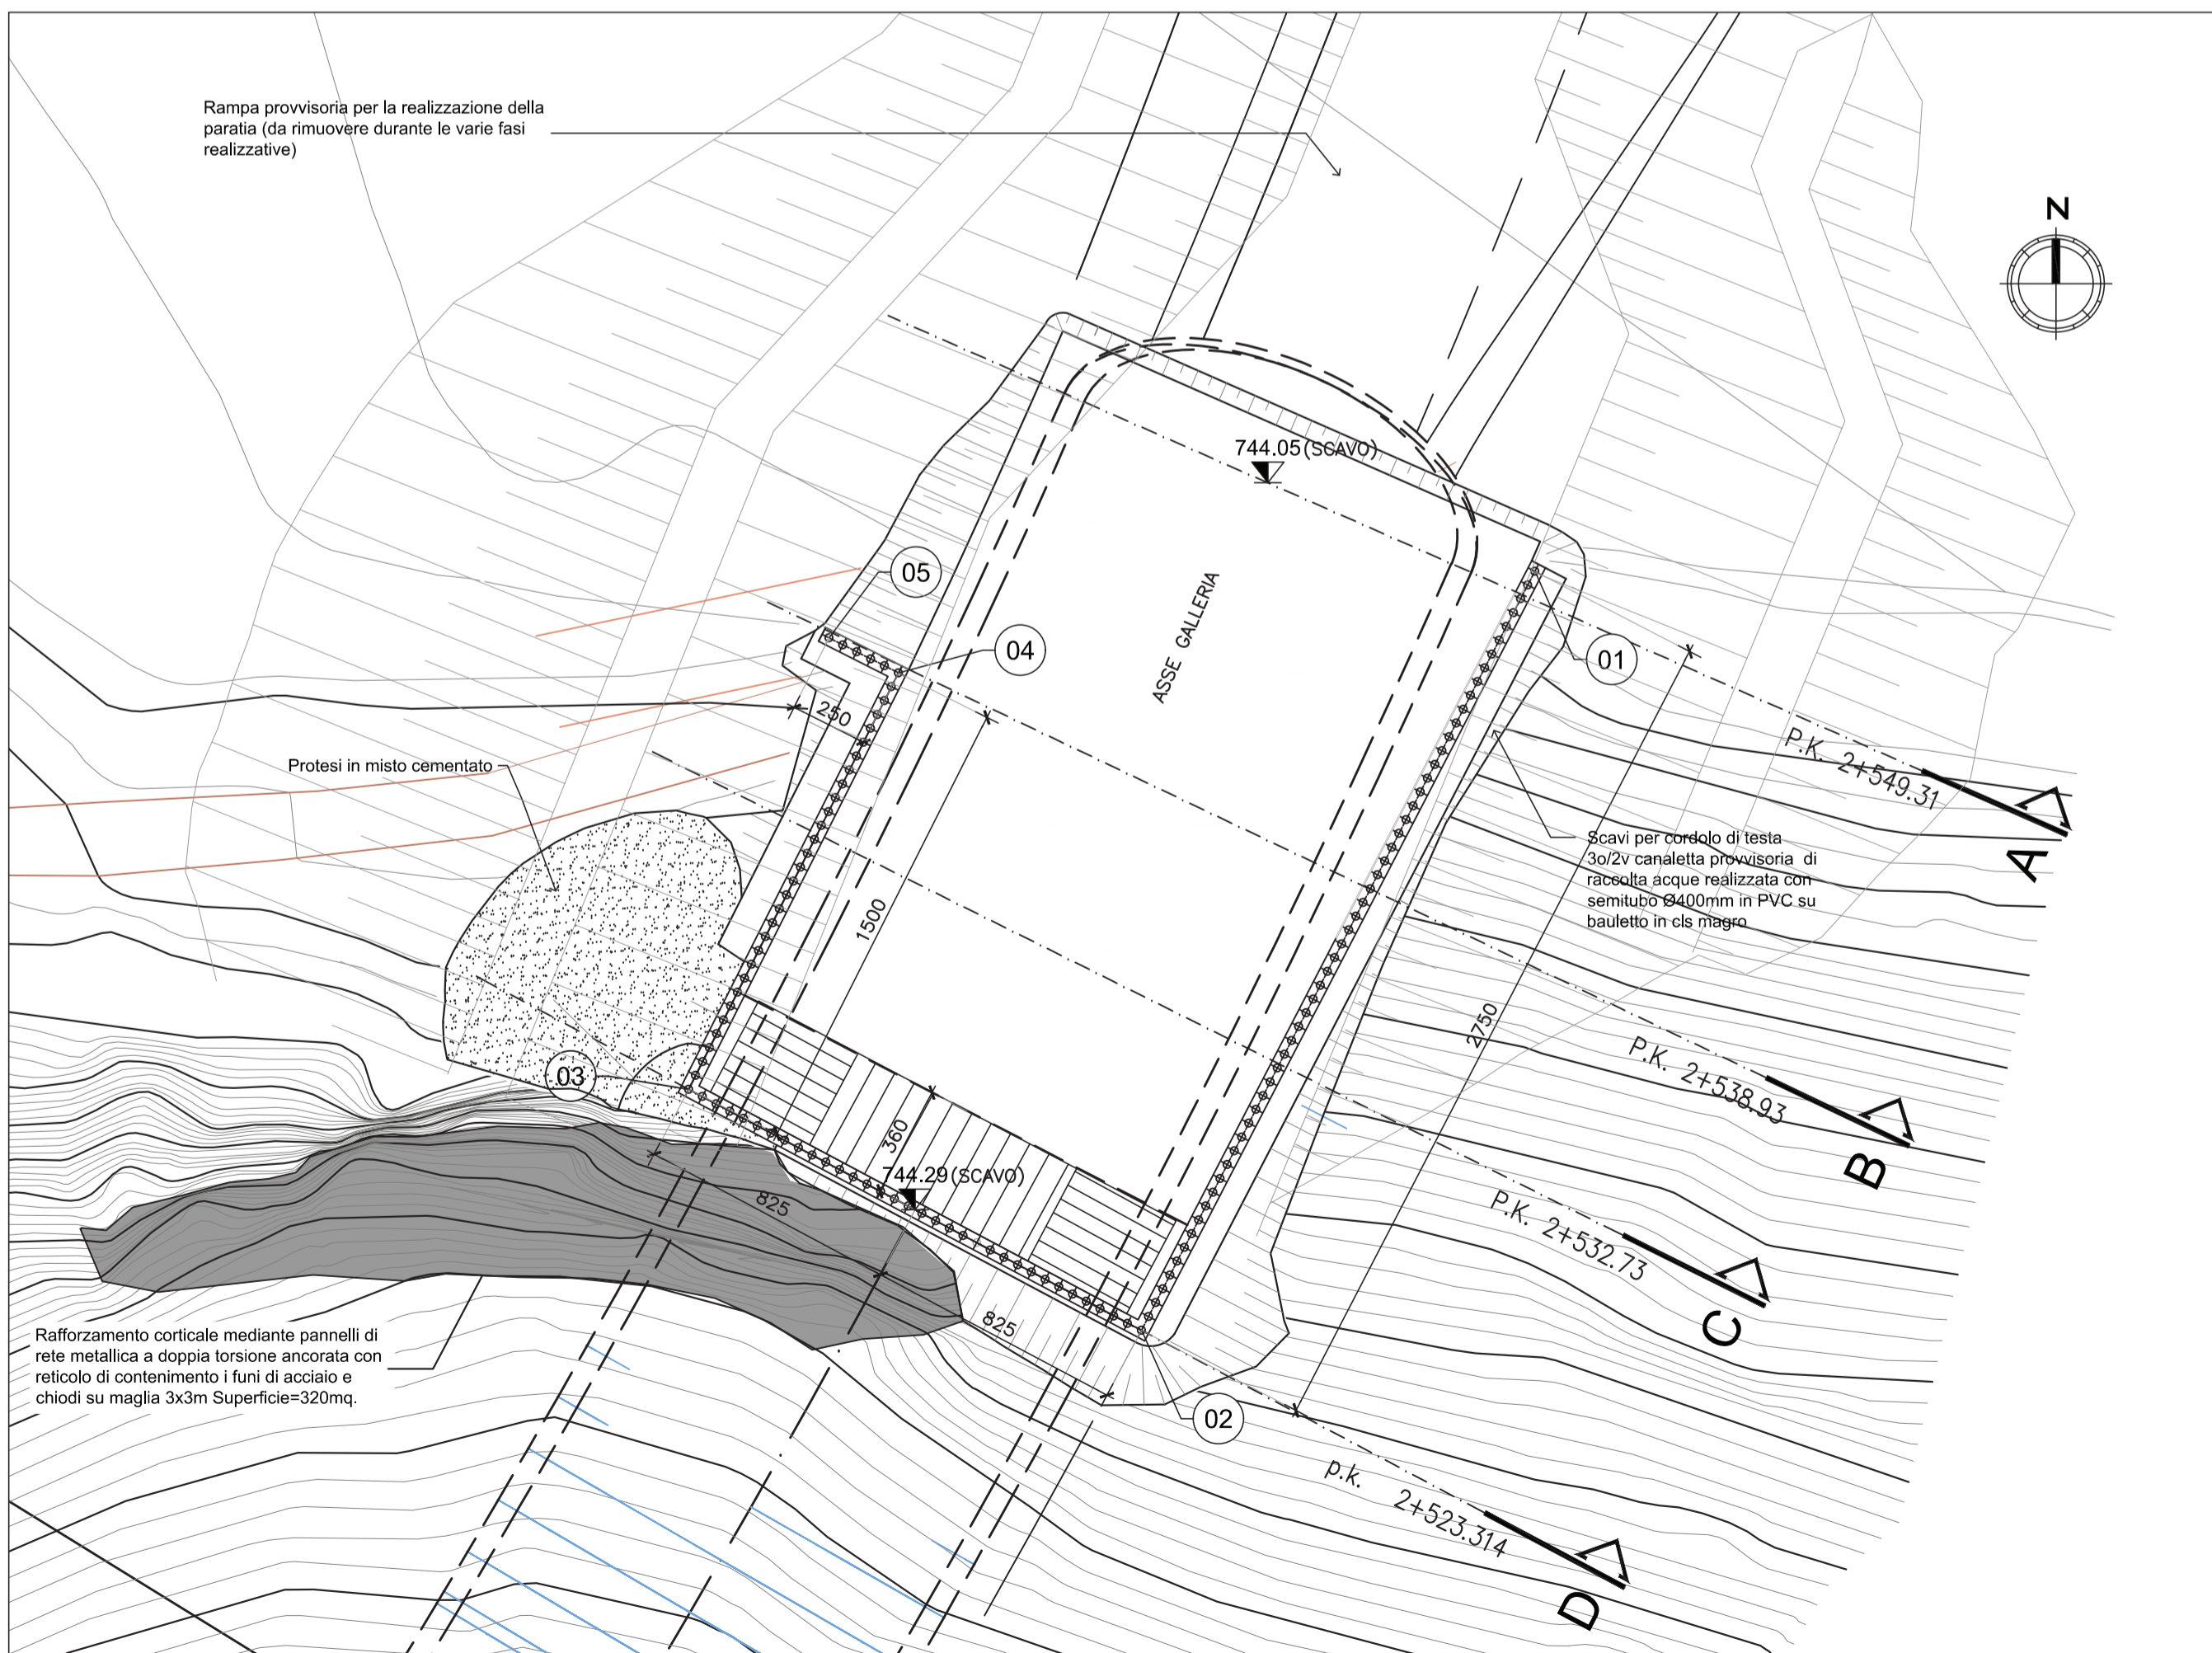 Rampa provvisoria per la realizzazione della
paratia (da rimuovere durante le varie fasi
realizzative)
N
744.05(SCAVO)
05
ASSE GALLERIA
04
01
250
P.K. 2+549.31
A
Protesi in misto cementato
Scavi per cordolo di testa
3o/2v canaletta provvisoria di
raccolta acque realizzata con
semitubo Ø400mm in PVC su
bauletto in cls magro
1500
2750
P.K. 2+538.93
B
03
360
744.29(SCAVO)
825
P.K. 2+532.73
C
825
Rafforzamento corticale mediante pannelli di
rete metallica a doppia torsione ancorata con
reticolo di contenimento i funi di acciaio e
chiodi su maglia 3x3m Superficie=320mq.
02
p.k. 2+523.314
D